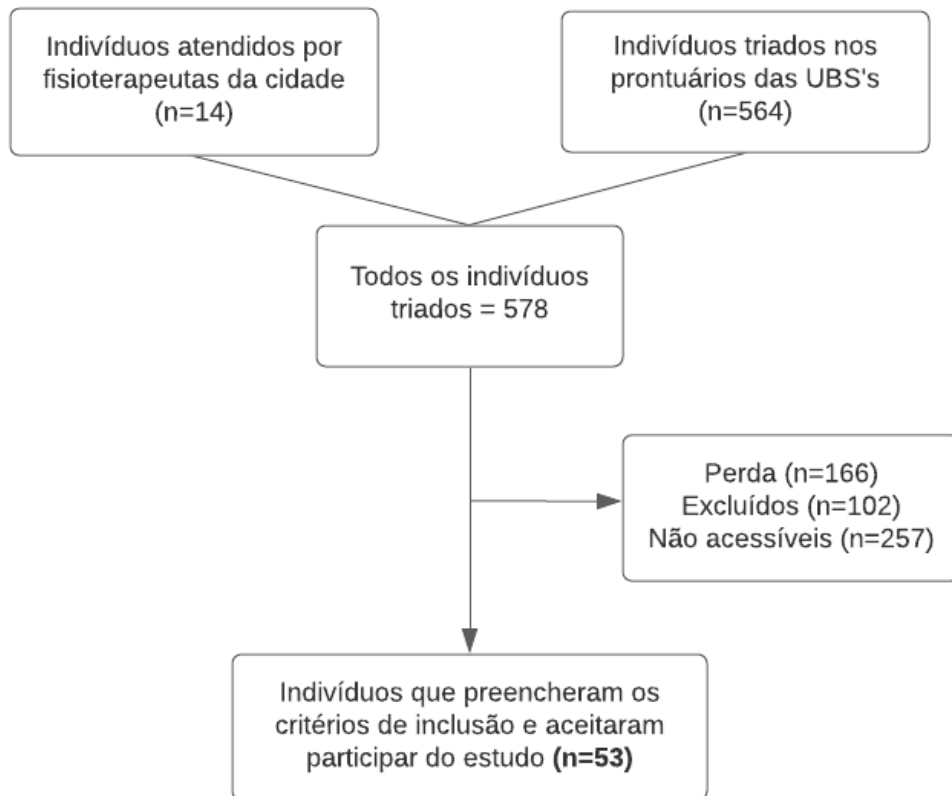 Indivíduos atendidos por
fisioterapeutas da cidade
(n=14)
Indivíduos triados nos
prontuários das UBS's
(n=564)
Todos os indivíduos
triados = 578
Perda (n=166)
Excluídos (n=102)
Não acessíveis (n=257)
Indivíduos que preencheram os
critérios de inclusão e aceitaram
participar do estudo (n=53)